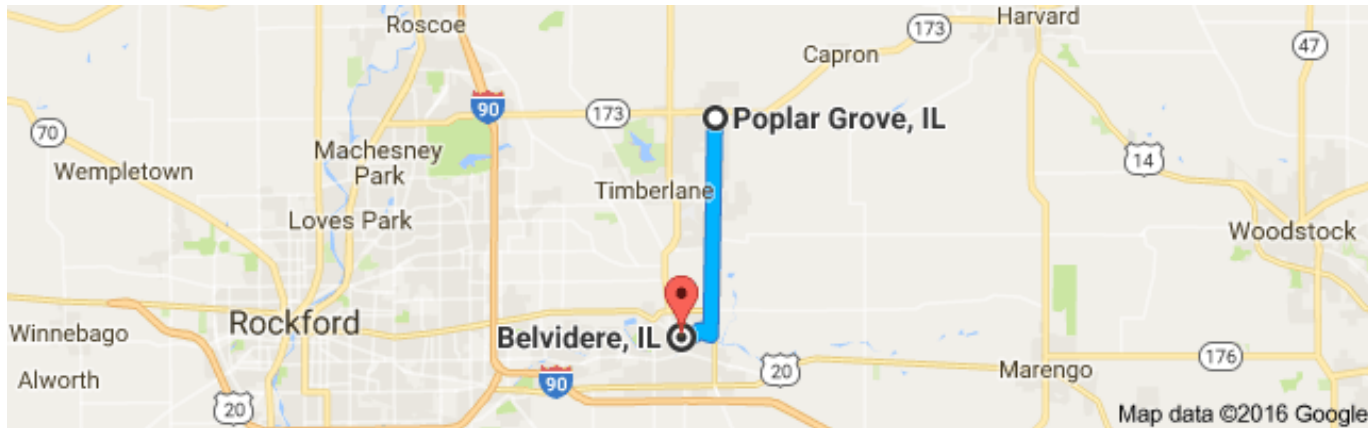 Roscoe
Harvard
173
47
Capron
90
173
Poplar Grove, IL
70
Machesney
Park
14
Wempletown
Timberlane
Loves Park
Woodstock
Rockford
Winnebago
Belvidere, IL
176
Alworth
20
90
20
Marengo
Map data ©2016 Google